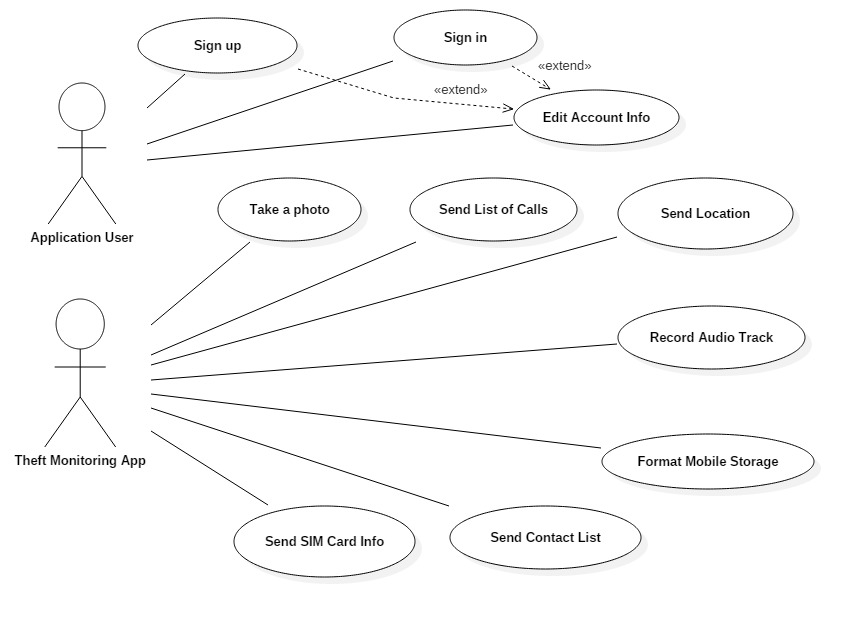 Sign up
Sign in
«extend»
«extend»
Edit Account Info
Application User
Take a photo
Send List of Calls
Send Location
Record Audio Track
Theft Monitoring App
Format Mobile Storage
Send SIM Card Info
Send Contact List